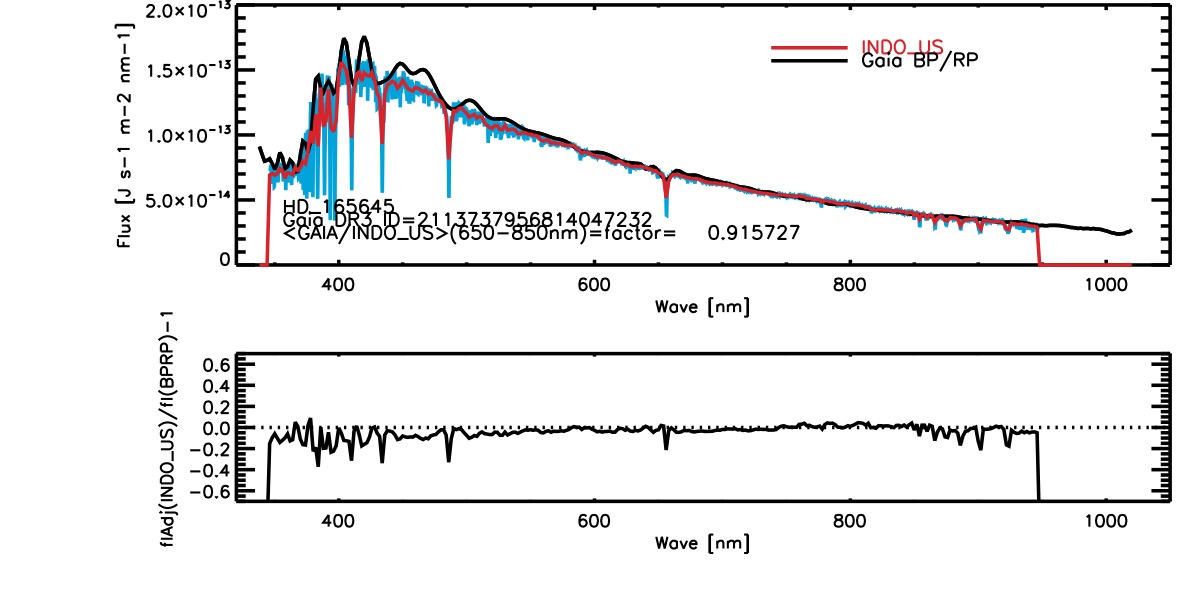 2.0×10⁻¹³
1.5×10⁻¹³
1.0×10⁻¹³
5.0×10⁻¹⁴
0
Flux [J s−1 m−2 nm−1]
INDO_US
Gaia BP/RP
HD_165645
Gaia DR3_ID=2113737956814047232
<GAIA/INDO_US>(650−850nm)=factor= 0.915727
400 600 800 1000
Wave [nm]
0.6
0.4
0.2
0.0
−0.2
−0.4
−0.6
flAdj(INDO_US)/fl(BPRP)−1
400 600 800 1000
Wave [nm]